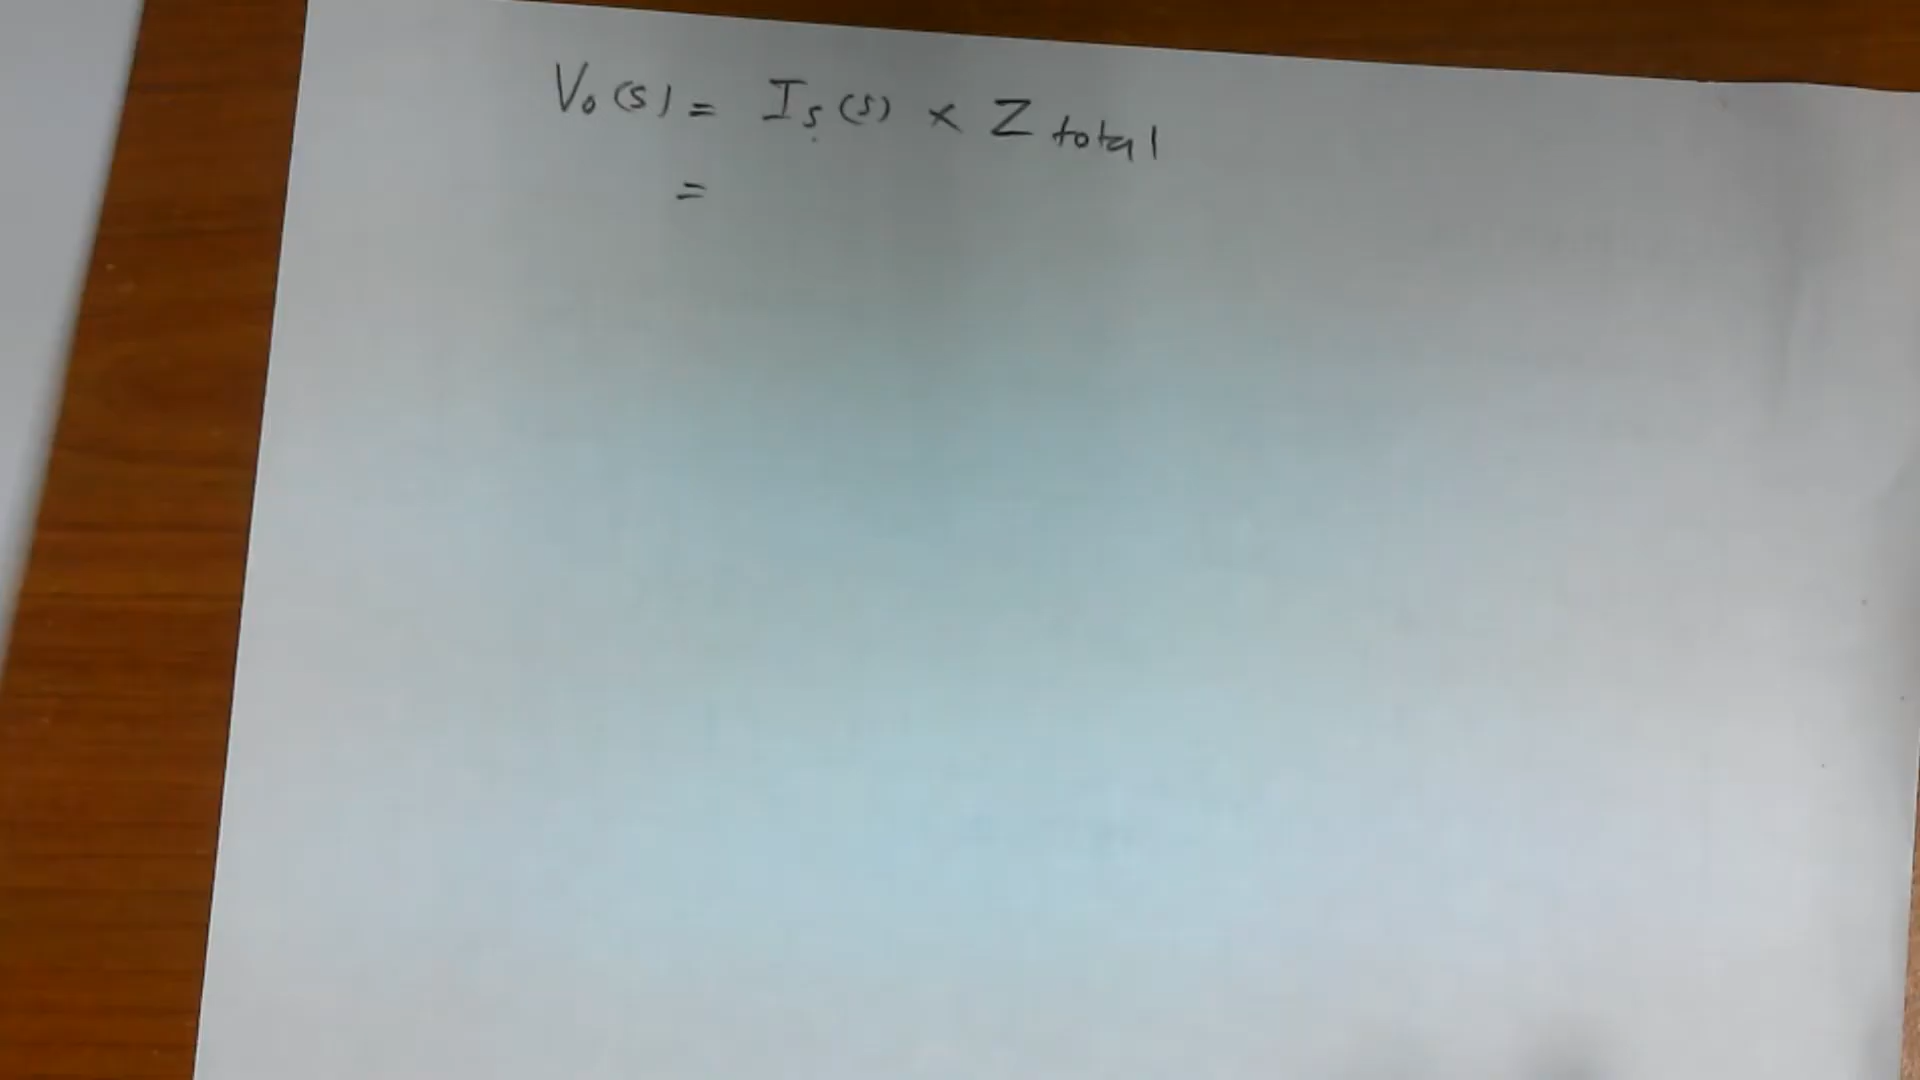 V₀(s) = Iₛ(s) × Z total
=